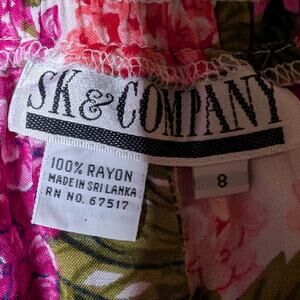 SK & COMPANY
100% RAYON
MADE IN SRI LANKA
RN NO. 67517
8